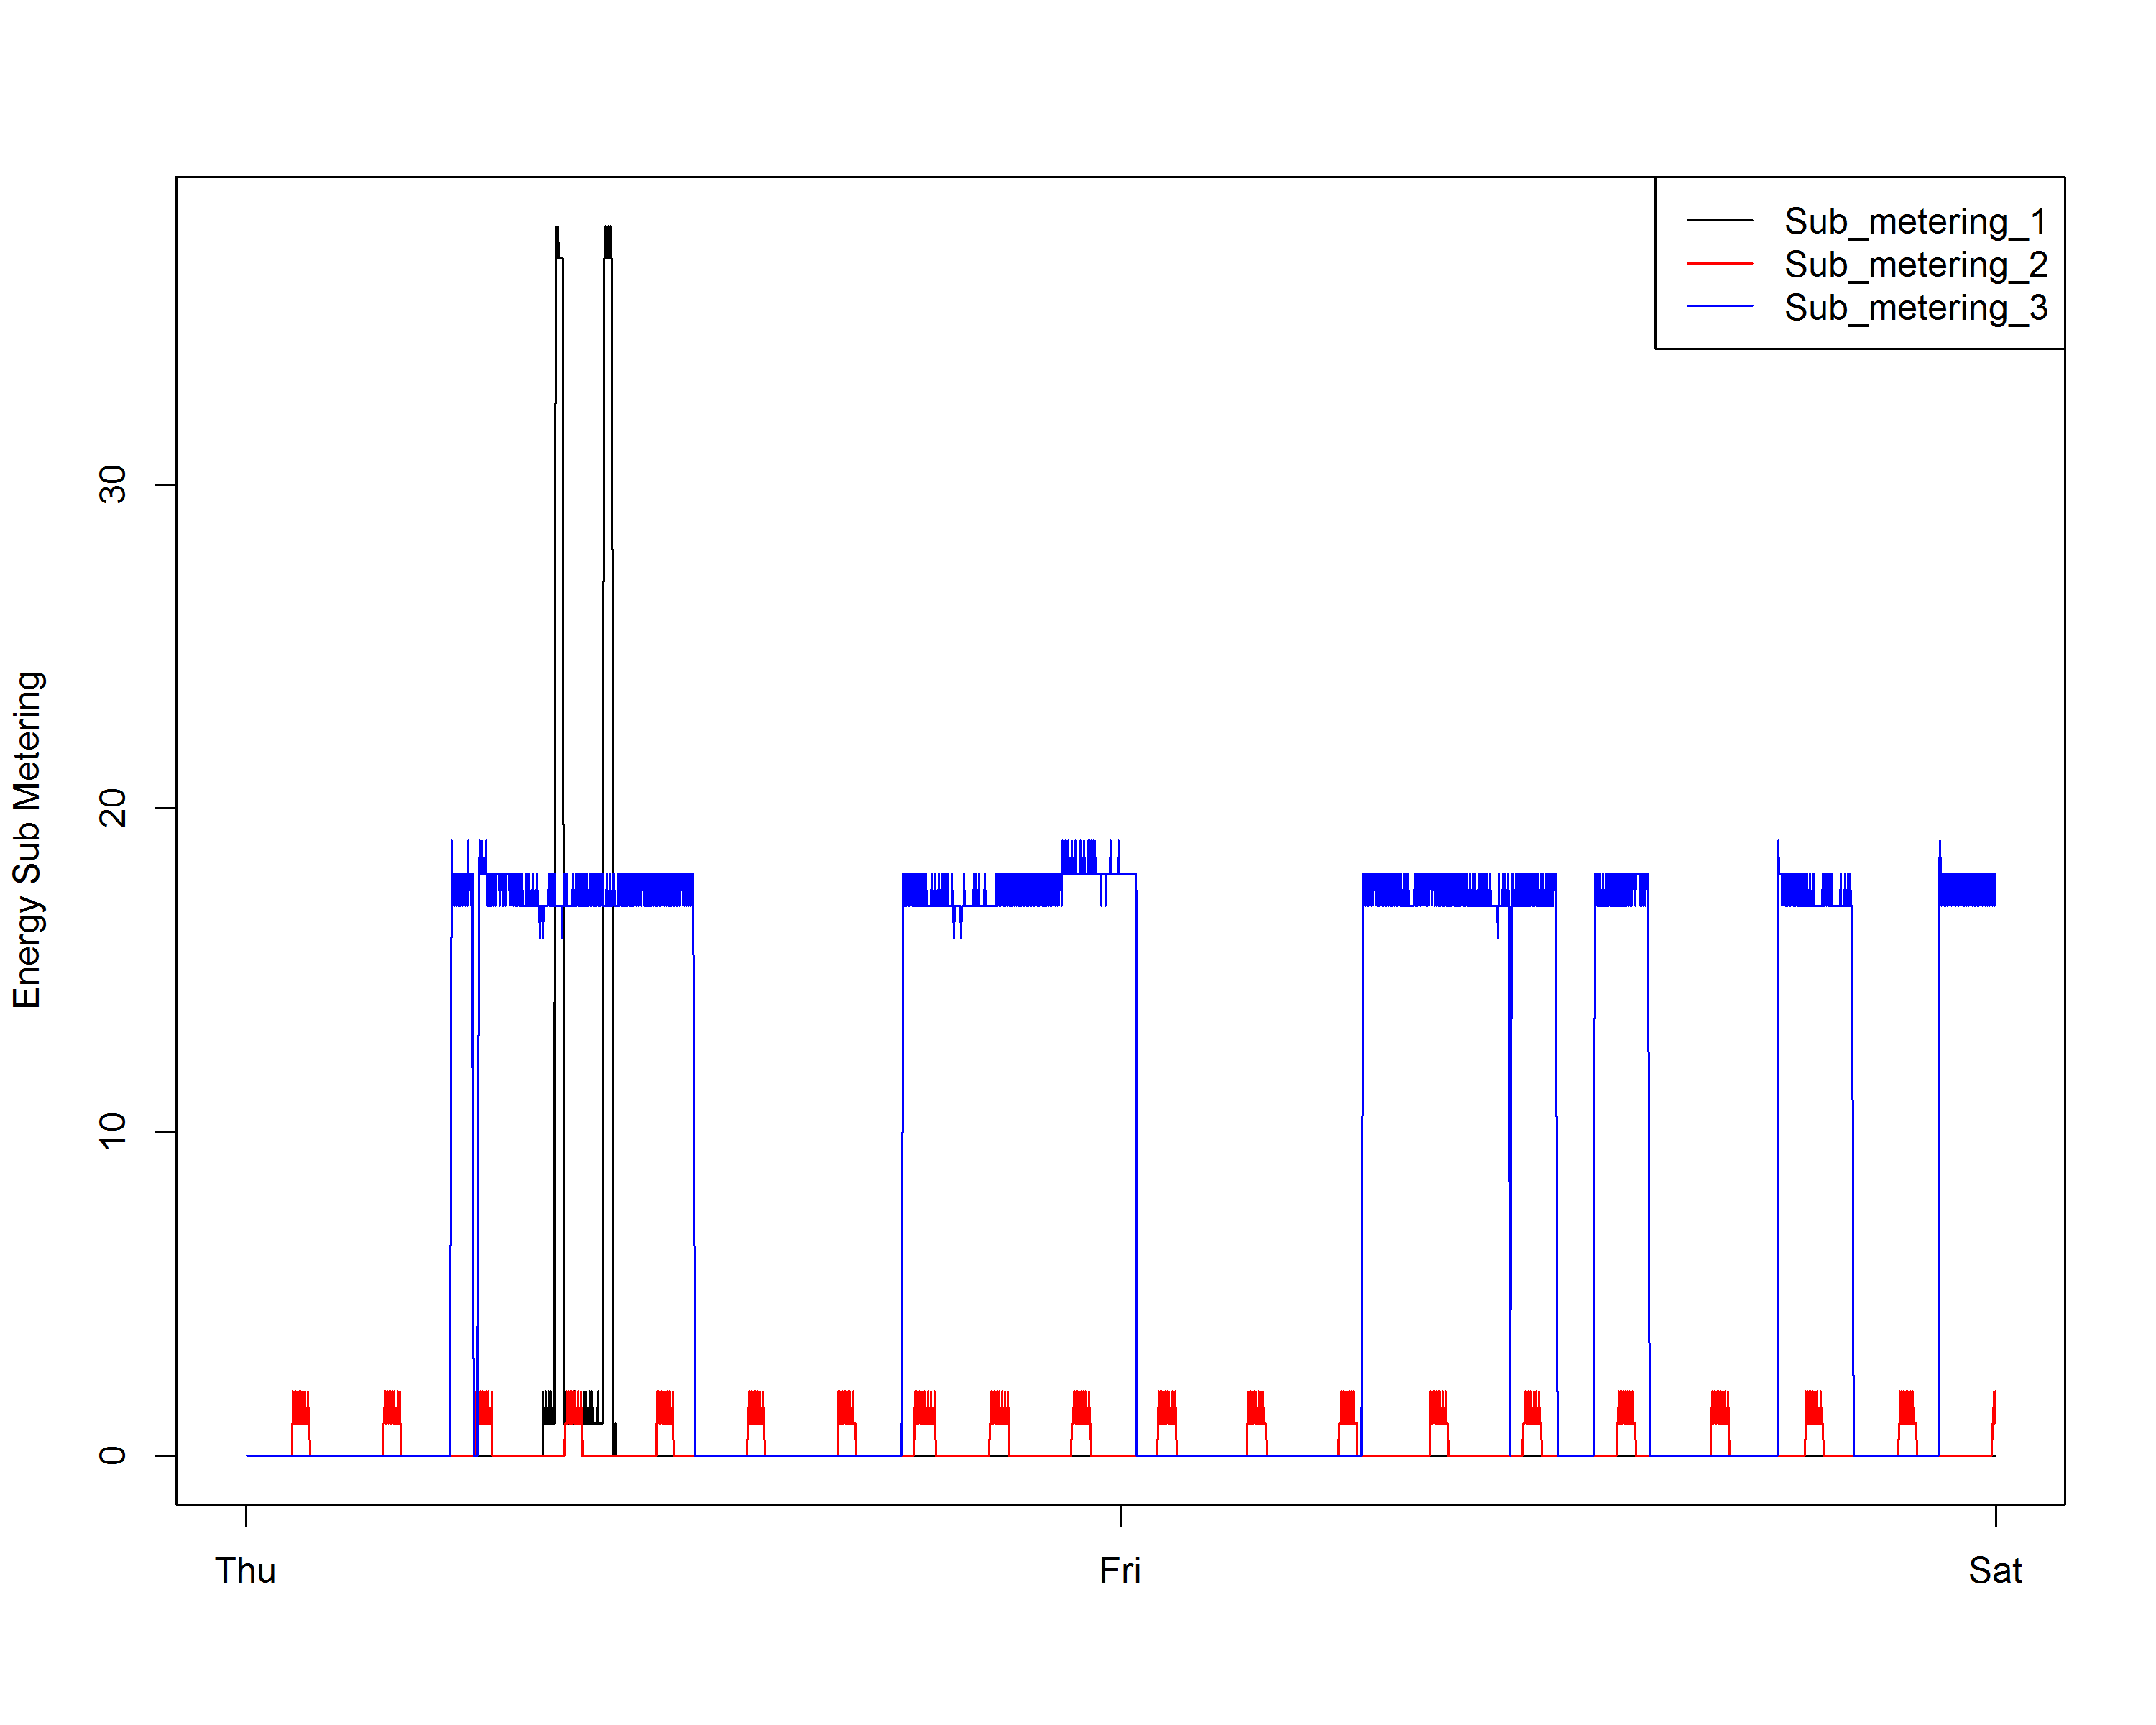 Sub_metering_1
Sub_metering_2
Sub_metering_3
Energy Sub Metering
30
20
10
0
Thu
Fri
Sat